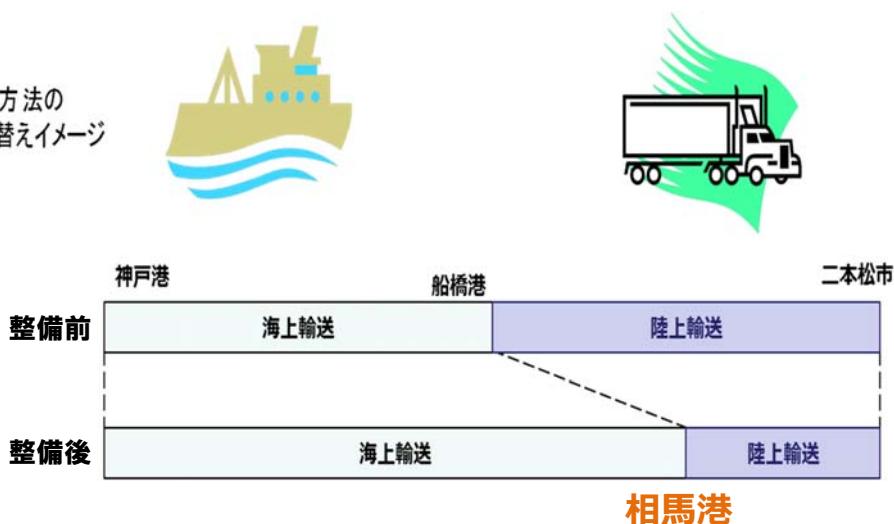 方法の
替えイメージ
神戸港 船橋港 二本松市
整備前 海上輸送 陸上輸送
整備後 海上輸送 陸上輸送
相馬港